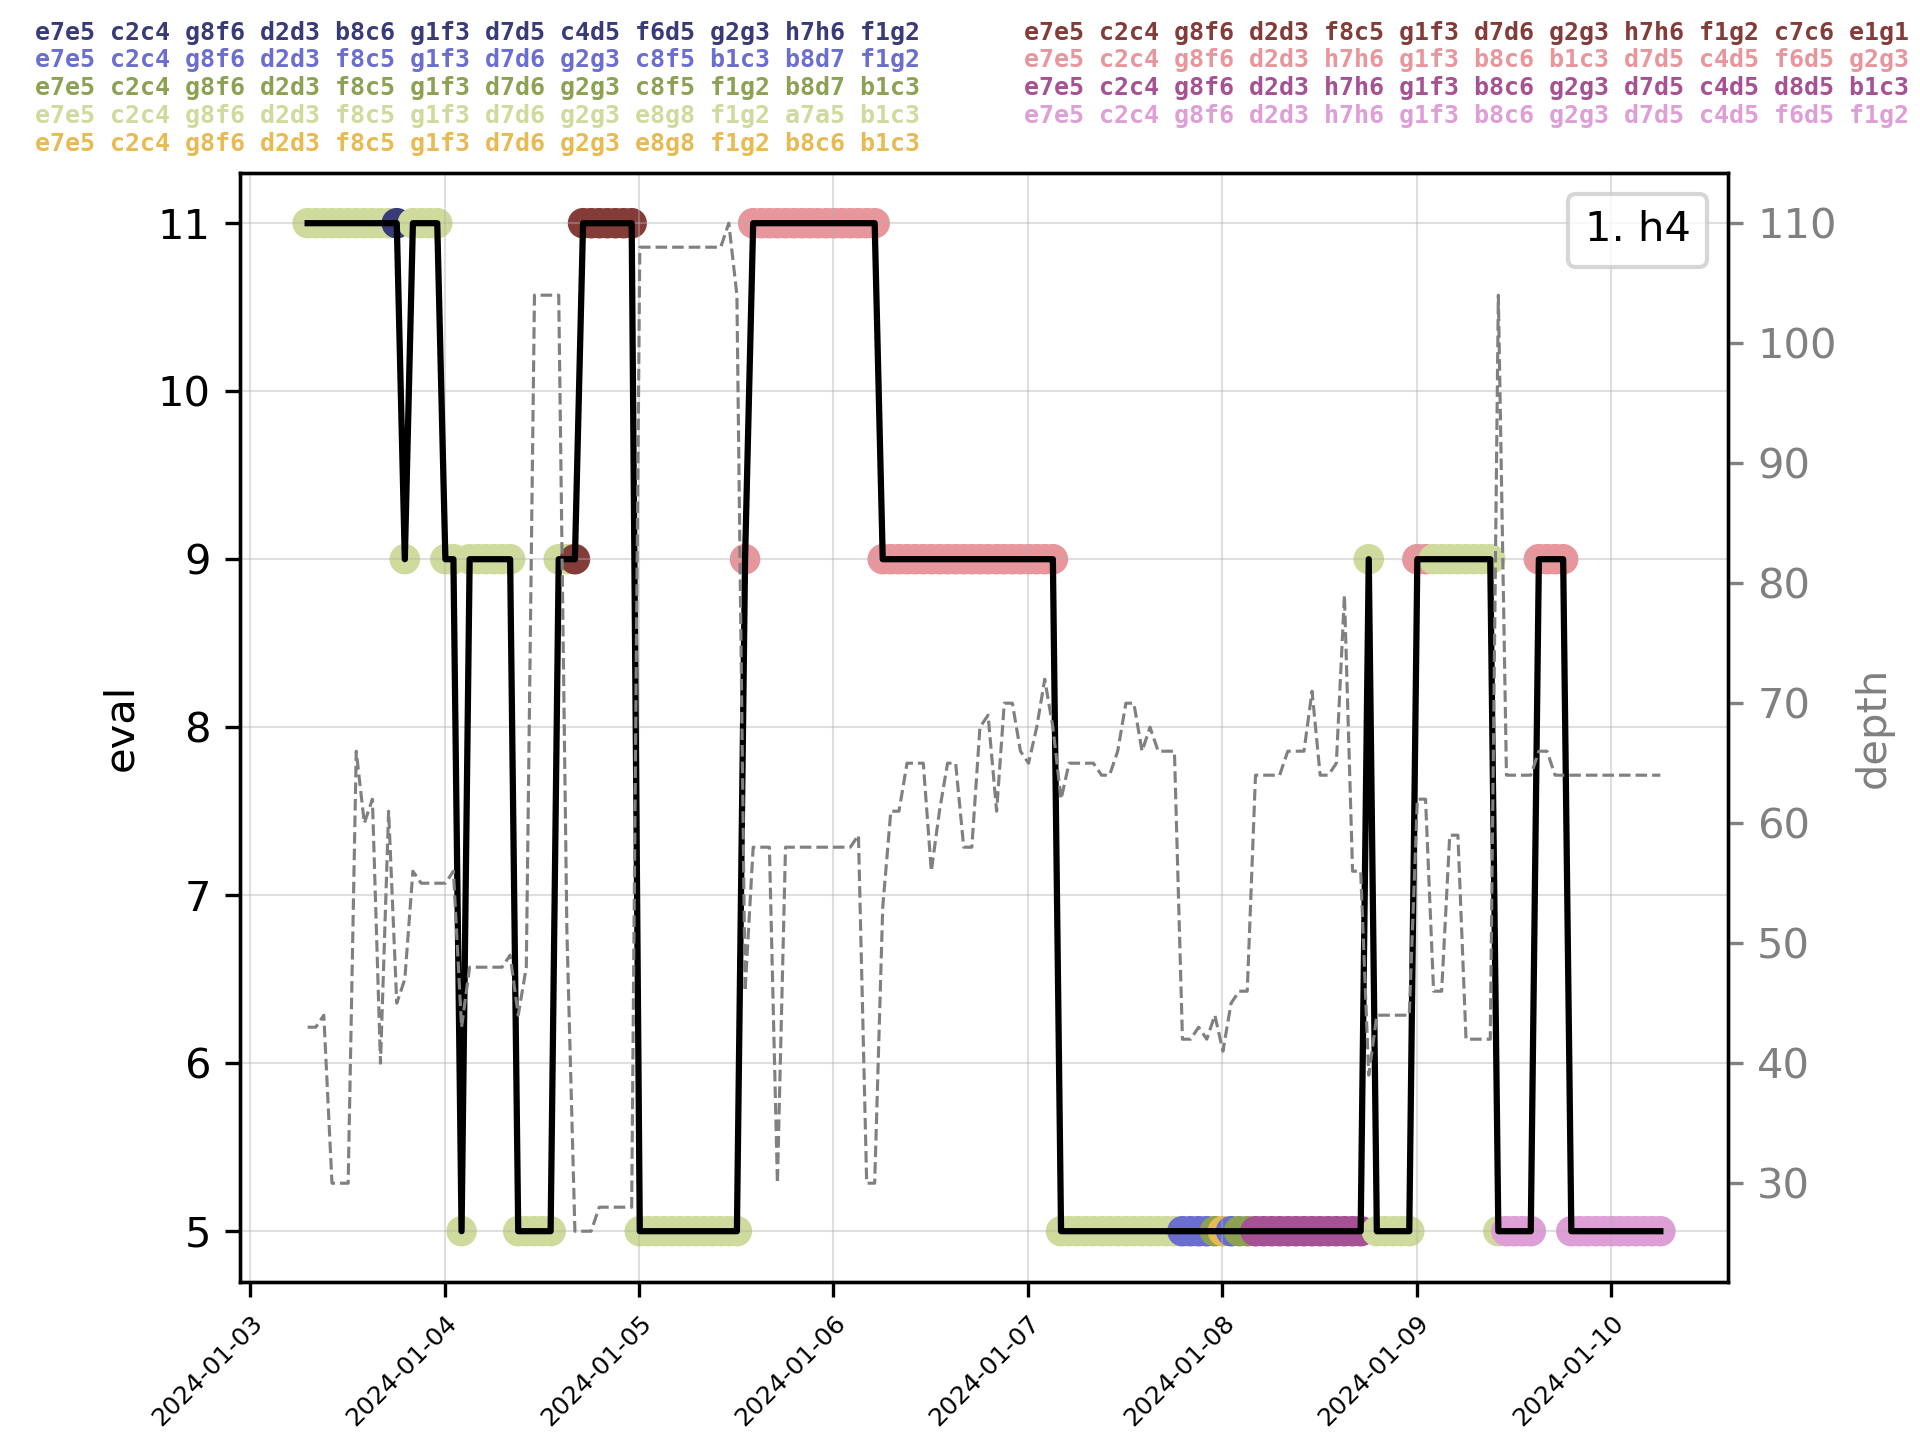 e7e5 c2c4 g8f6 d2d3 b8c6 g1f3 d7d5 c4d5 f6d5 g2g3 h7h6 f1g2
e7e5 c2c4 g8f6 d2d3 f8c5 g1f3 d7d6 g2g3 c8f5 b1c3 b8d7 f1g2
e7e5 c2c4 g8f6 d2d3 f8c5 g1f3 d7d6 g2g3 c8f5 f1g2 b8d7 b1c3
e7e5 c2c4 g8f6 d2d3 f8c5 g1f3 d7d6 g2g3 e8g8 f1g2 a7a5 b1c3
e7e5 c2c4 g8f6 d2d3 f8c5 g1f3 d7d6 g2g3 e8g8 f1g2 b8c6 b1c3
e7e5 c2c4 g8f6 d2d3 f8c5 g1f3 d7d6 g2g3 h7h6 f1g2 c7c6 e1g1
e7e5 c2c4 g8f6 d2d3 h7h6 g1f3 b8c6 b1c3 d7d5 c4d5 f6d5 g2g3
e7e5 c2c4 g8f6 d2d3 h7h6 g1f3 b8c6 g2g3 d7d5 c4d5 d8d5 b1c3
e7e5 c2c4 g8f6 d2d3 h7h6 g1f3 b8c6 g2g3 d7d5 c4d5 f6d5 f1g2
1. h4
eval
11
10
9
8
7
6
5
110
100
90
80
70
60
50
40
30
depth
2024-01-03
2024-01-04
2024-01-05
2024-01-06
2024-01-07
2024-01-08
2024-01-09
2024-01-10